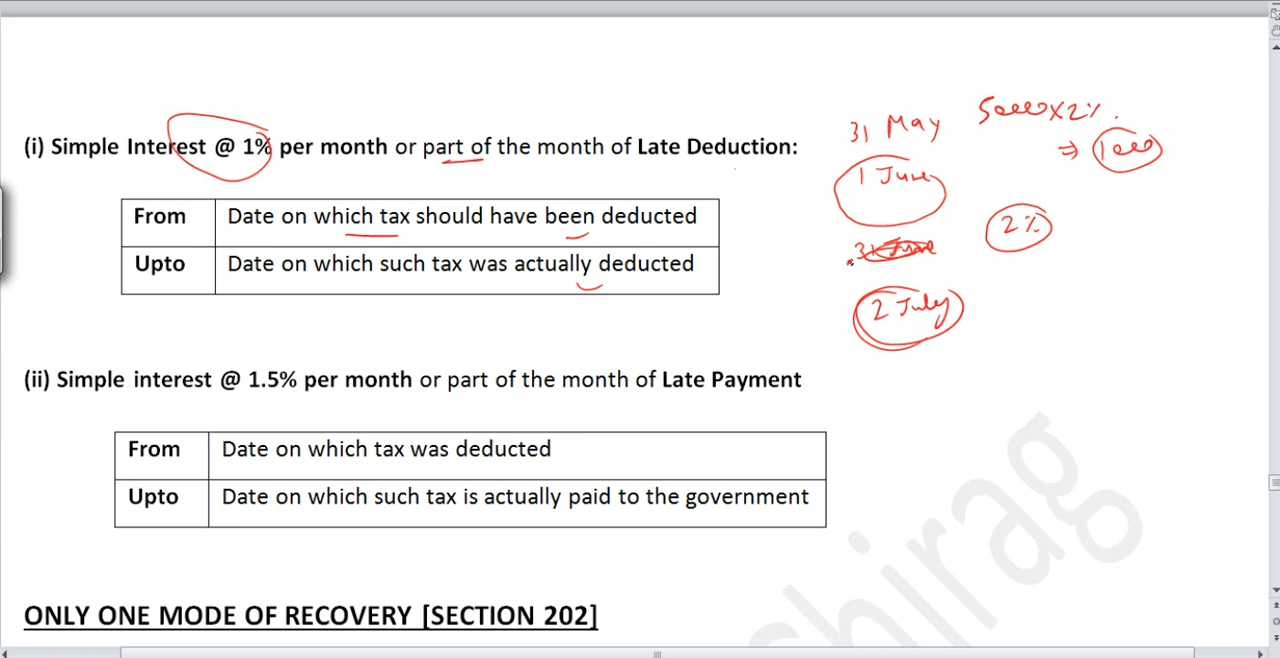 31 May 50000x2%.
(i) Simple Interest @ 1% per month or part of the month of Late Deduction:
⇒ 1000
1 June
From Date on which tax should have been deducted
2%
Upto Date on which such tax was actually deducted
2 July
(ii) Simple interest @ 1.5% per month or part of the month of Late Payment
From Date on which tax was deducted
Upto Date on which such tax is actually paid to the government
ONLY ONE MODE OF RECOVERY [SECTION 202]